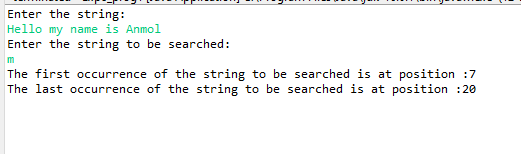 Enter the string:
Hello my name is Anmol
Enter the string to be searched:
m
The first occurrence of the string to be searched is at position :7
The last occurrence of the string to be searched is at position :20